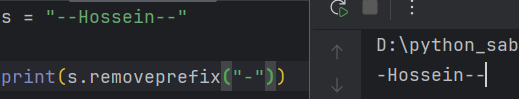 s = "--Hossein--"
print(s.removeprefix("-"))
D:\python_sab
-Hossein--